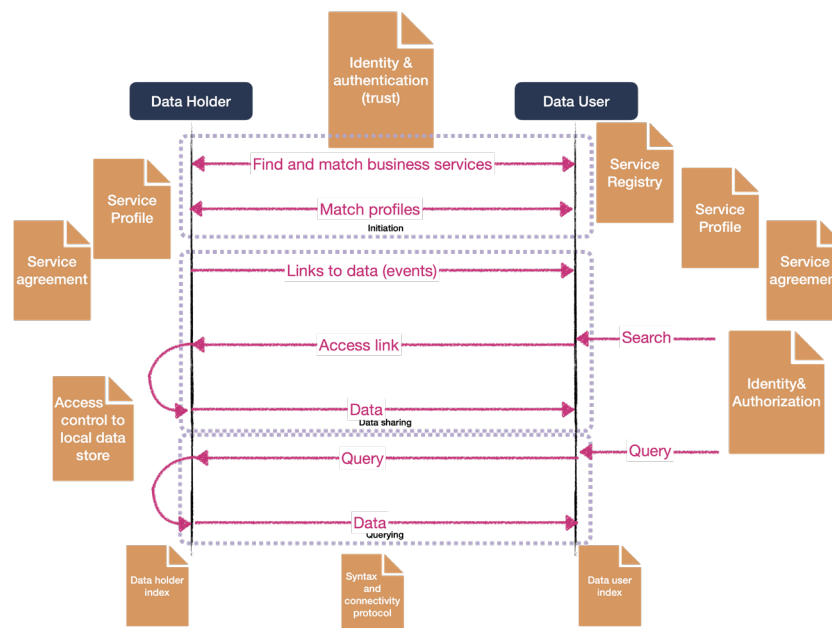 Identity &
authentication
(trust)
Data Holder
Data User
Find and match business services
Service
Registry
Service
Profile
Service
Profile
Match profiles
Initiation
Service
agreement
Service
agreement
Links to data (events)
Search
Access link
Identity&
Authorization
Access
control to
local data
store
Data
Data sharing
Query
Query
Data
Querying
Data holder
index
Syntax
and
connectivity
protocol
Data user
index